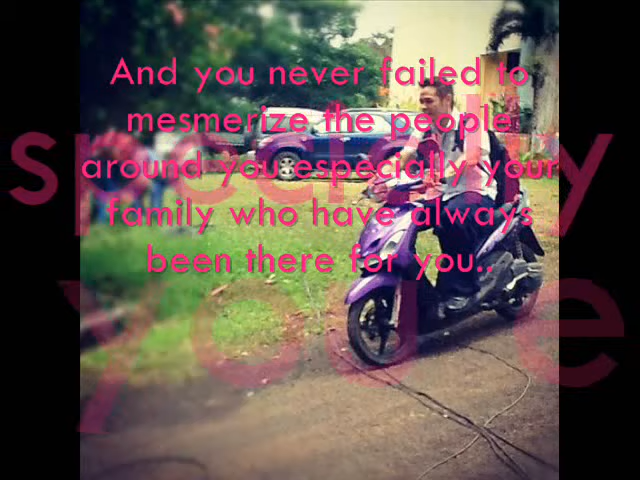 And you never failed to
mesmerize the people
around you especially your
family who have always
been there for you..